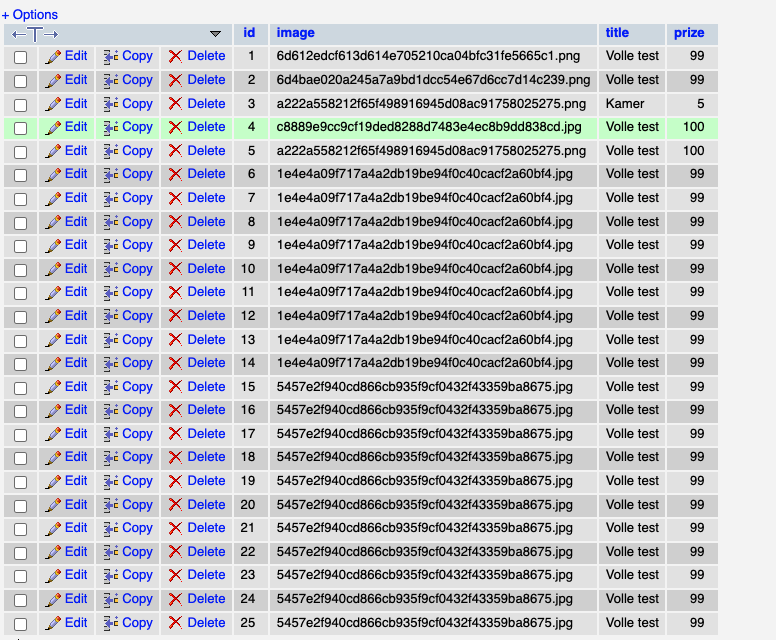 + Options
id image title prize
Edit Copy Delete 1 6d612edcf613d614e705210ca04bfc31fe5665c1.png Volle test 99
Edit Copy Delete 2 6d4bae020a245a7a9bd1dcc54e67d6cc7d14c239.png Volle test 99
Edit Copy Delete 3 a222a558212f65f498916945d08ac91758025275.png Kamer 5
Edit Copy Delete 4 c8889e9cc9cf19ded8288d7483e4ec8b9dd838cd.jpg Volle test 100
Edit Copy Delete 5 a222a558212f65f498916945d08ac91758025275.png Volle test 100
Edit Copy Delete 6 1e4e4a09f717a4a2db19be94f0c40cacf2a60bf4.jpg Volle test 99
Edit Copy Delete 7 1e4e4a09f717a4a2db19be94f0c40cacf2a60bf4.jpg Volle test 99
Edit Copy Delete 8 1e4e4a09f717a4a2db19be94f0c40cacf2a60bf4.jpg Volle test 99
Edit Copy Delete 9 1e4e4a09f717a4a2db19be94f0c40cacf2a60bf4.jpg Volle test 99
Edit Copy Delete 10 1e4e4a09f717a4a2db19be94f0c40cacf2a60bf4.jpg Volle test 99
Edit Copy Delete 11 1e4e4a09f717a4a2db19be94f0c40cacf2a60bf4.jpg Volle test 99
Edit Copy Delete 12 1e4e4a09f717a4a2db19be94f0c40cacf2a60bf4.jpg Volle test 99
Edit Copy Delete 13 1e4e4a09f717a4a2db19be94f0c40cacf2a60bf4.jpg Volle test 99
Edit Copy Delete 14 1e4e4a09f717a4a2db19be94f0c40cacf2a60bf4.jpg Volle test 99
Edit Copy Delete 15 5457e2f940cd866cb935f9cf0432f43359ba8675.jpg Volle test 99
Edit Copy Delete 16 5457e2f940cd866cb935f9cf0432f43359ba8675.jpg Volle test 99
Edit Copy Delete 17 5457e2f940cd866cb935f9cf0432f43359ba8675.jpg Volle test 99
Edit Copy Delete 18 5457e2f940cd866cb935f9cf0432f43359ba8675.jpg Volle test 99
Edit Copy Delete 19 5457e2f940cd866cb935f9cf0432f43359ba8675.jpg Volle test 99
Edit Copy Delete 20 5457e2f940cd866cb935f9cf0432f43359ba8675.jpg Volle test 99
Edit Copy Delete 21 5457e2f940cd866cb935f9cf0432f43359ba8675.jpg Volle test 99
Edit Copy Delete 22 5457e2f940cd866cb935f9cf0432f43359ba8675.jpg Volle test 99
Edit Copy Delete 23 5457e2f940cd866cb935f9cf0432f43359ba8675.jpg Volle test 99
Edit Copy Delete 24 5457e2f940cd866cb935f9cf0432f43359ba8675.jpg Volle test 99
Edit Copy Delete 25 5457e2f940cd866cb935f9cf0432f43359ba8675.jpg Volle test 99